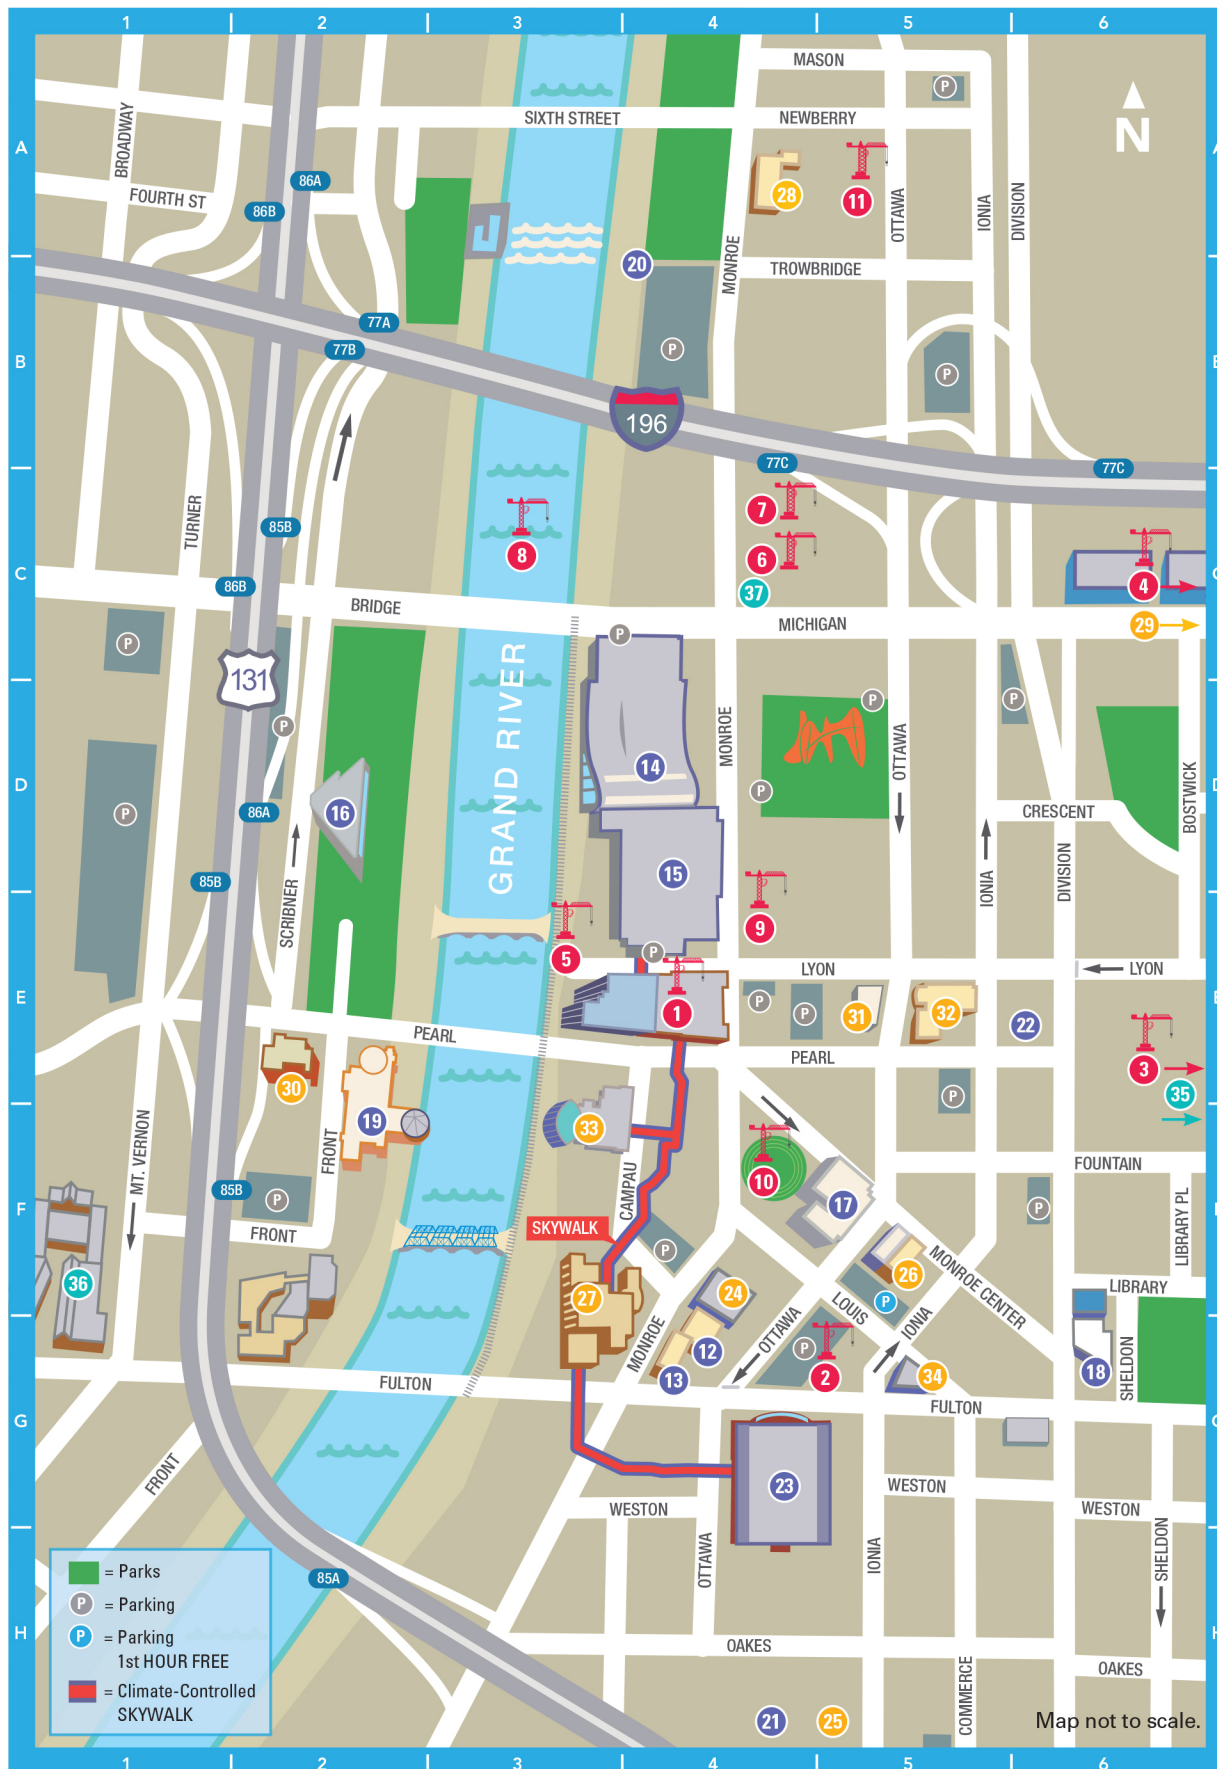 1 2 3 4 5 6
MASON
P
SIXTH STREET
NEWBERRY
N
A
BROADWAY
86A
FOURTH ST
86B
28
11
OTTAWA
IONIA
DIVISION
MONROE
20
TROWBRIDGE
77A
77B
B
P
P
196
77C
77C
TURNER
85B
8
7
6
37
C
4
86B
BRIDGE
MICHIGAN
29
P
P
131
GRAND RIVER
P
P
P
MONROE
OTTAWA
14
D
P
16
86A
P
CRESCENT
BOSTWICK
15
85B
SCRIBNER
IONIA
DIVISION
9
5
P
LYON
LYON
E
1
P
P
31
32
22
PEARL
PEARL
3
30
P
35
MT. VERNON
19
FRONT
33
CAMPAU
10
FOUNTAIN
85B
P
17
P
F
SKYWALK
FRONT
P
LIBRARY PL
MONROE CENTER
36
27
24
26
P
LIBRARY
LOUIS
IONIA
OTTAWA
MONROE
12
P
2
13
34
18
SHELDON
FULTON
FULTON
G
FRONT
23
WESTON
WESTON
WESTON
OTTAWA
IONIA
SHELDON
= Parks
85A
P = Parking
P = Parking
1st HOUR FREE
H
OAKES
OAKES
= Climate-Controlled
SKYWALK
COMMERCE
21
25
Map not to scale.
1 2 3 4 5 6